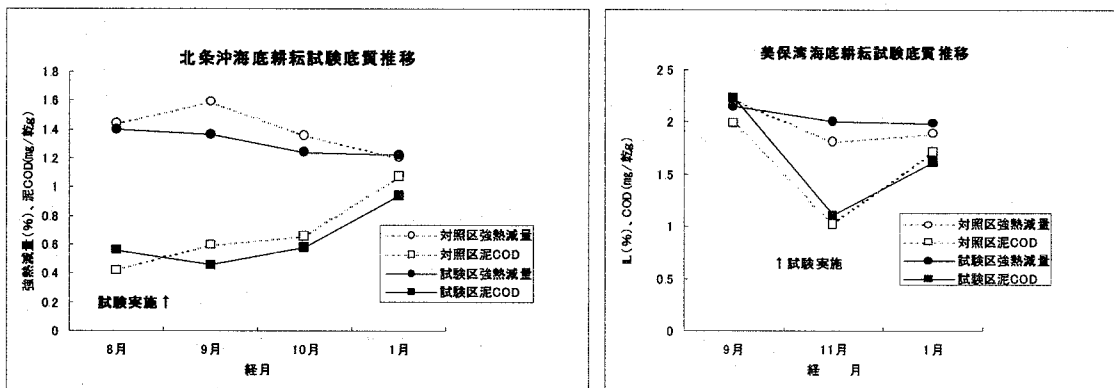 北条沖海底耕耘試験底質推移
強熱減量(%)、泥COD(mg/乾g)
1.8
1.6
1.4
1.2
1
0.8
0.6
0.4
0.2
0
試験実施↑
対照区強熱減量
対照区泥COD
試験区強熱減量
試験区泥COD
8月 9月 10月 1月
経月
美保湾海底耕耘試験底質推移
IL(%)、COD(mg/乾g)
2.5
2
1.5
1
0.5
0
↑試験実施
対照区強熱減量
対照区泥COD
試験区強熱減量
試験区泥COD
9月 11月 1月
経 月